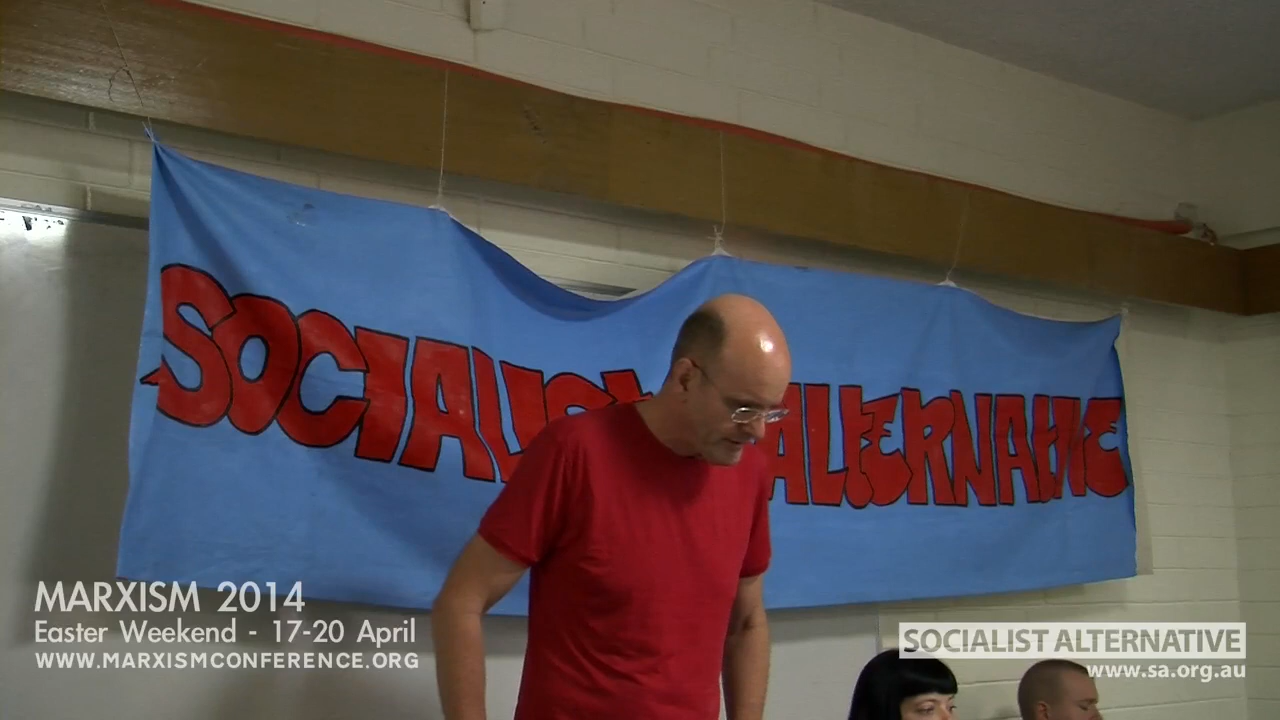 SOCIALIST ALTERNATIVE
MARXISM 2014
Easter Weekend - 17-20 April
WWW.MARXISMCONFERENCE.ORG
SOCIALIST ALTERNATIVE
www.sa.org.au